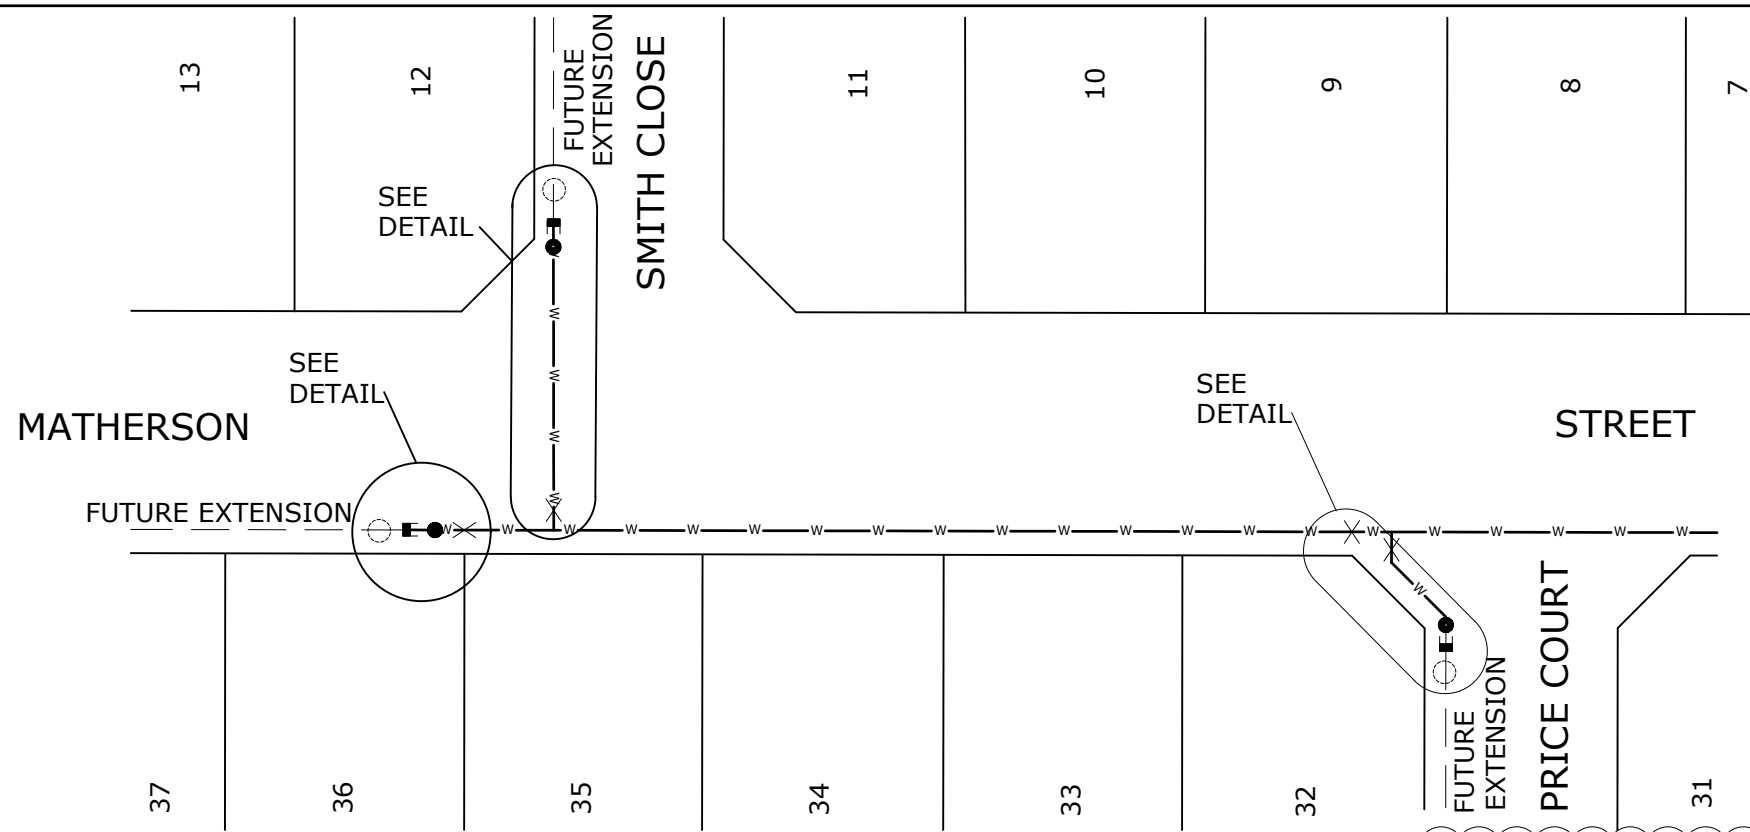 13
12
FUTURE
EXTENSION
SMITH CLOSE
11
10
9
8
7
SEE
DETAIL
SEE
DETAIL
SEE
DETAIL
MATHERSON
STREET
FUTURE EXTENSION
W
W
W
W
W
W W W W W W W W W W W W W W W W W W W W W
W
37
36
35
34
33
32
FUTURE
EXTENSION
PRICE COURT
31